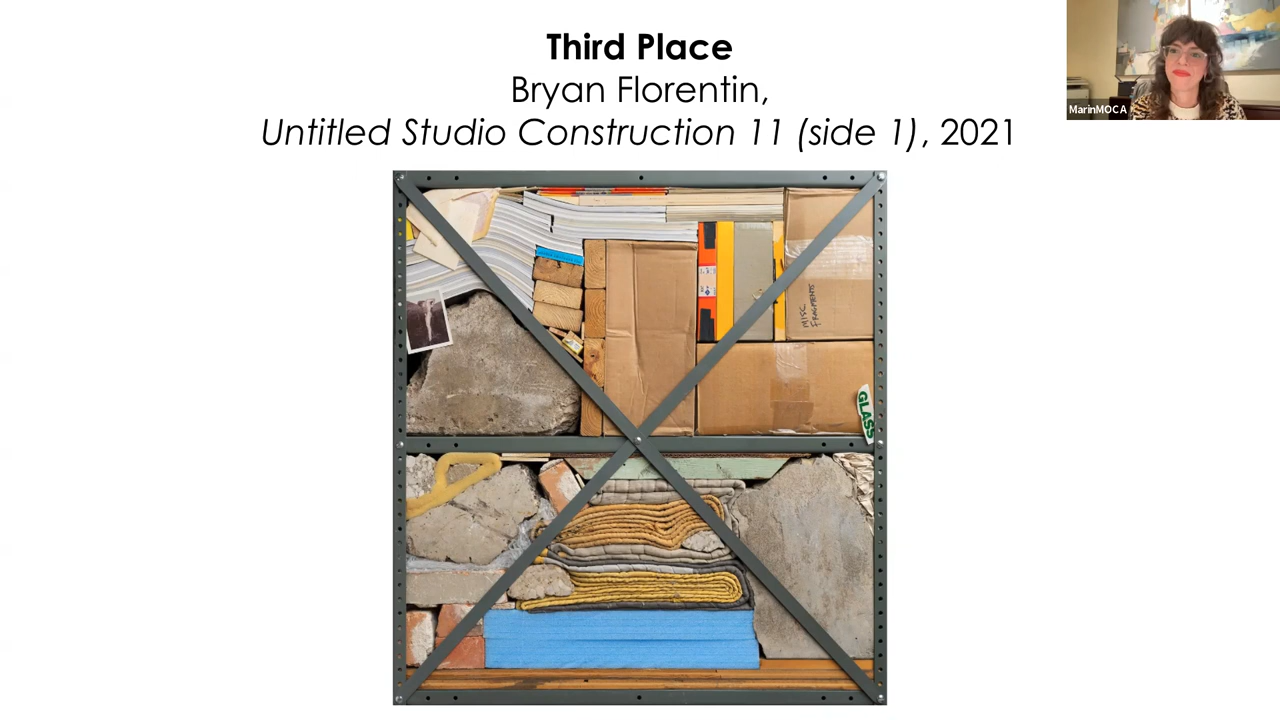 Third Place
Bryan Florentin,
Untitled Studio Construction 11 (side 1), 2021
MarinMOCA
MISC.
FRAGMENTS
GLASS